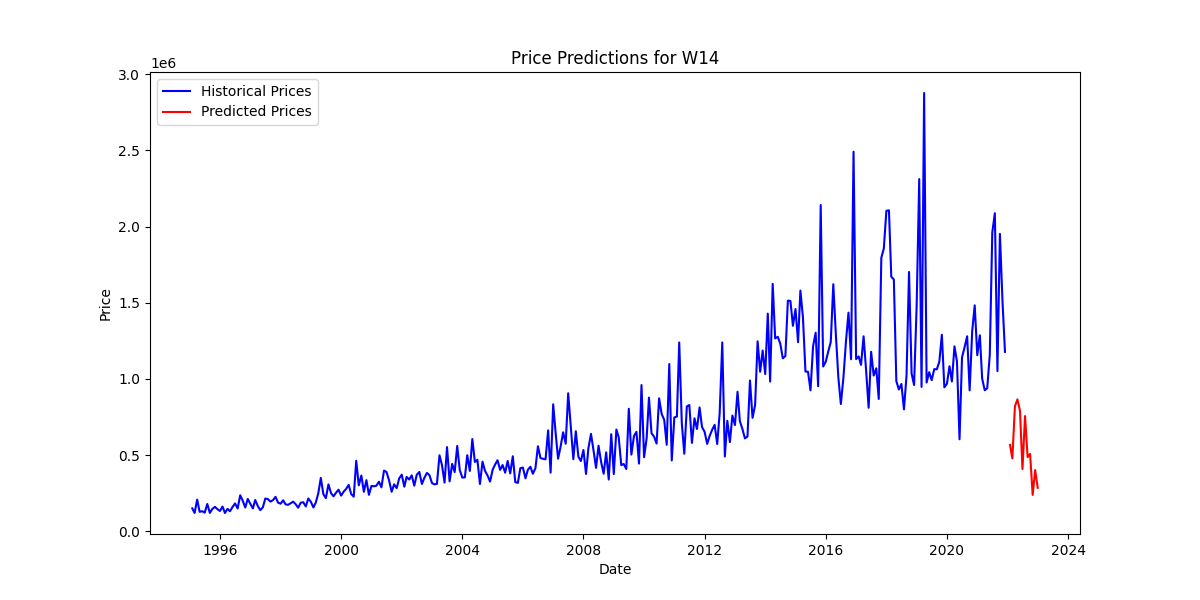 Price Predictions for W14
1e6
Historical Prices
Predicted Prices
3.0
2.5
2.0
1.5
1.0
0.5
0.0
Price
1996 2000 2004 2008 2012 2016 2020 2024
Date